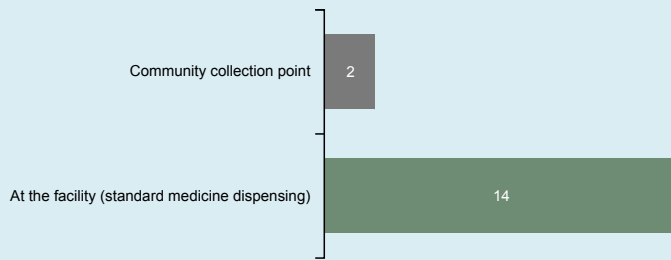 Community collection point
2
At the facility (standard medicine dispensing)
14